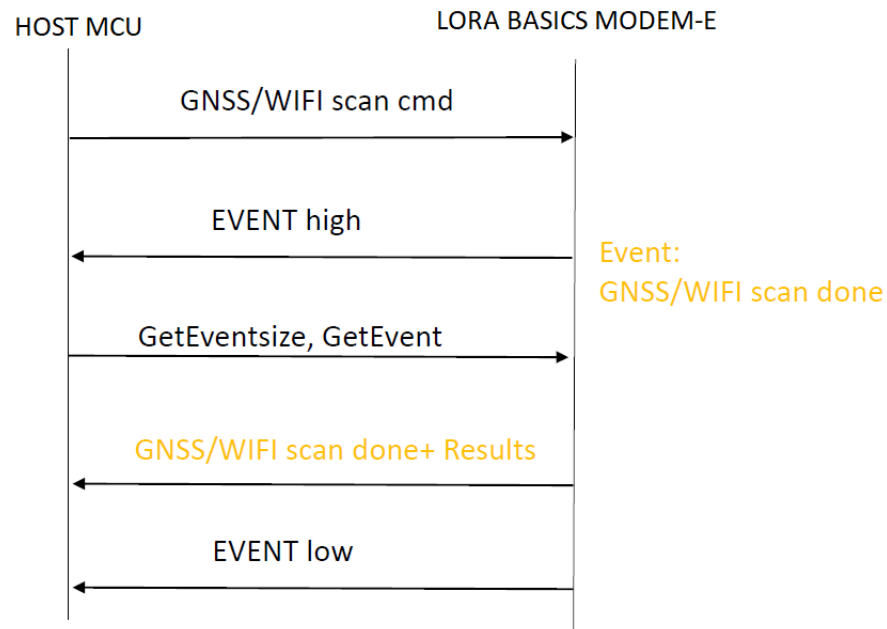 HOST MCU
LORA BASICS MODEM-E
GNSS/WIFI scan cmd
EVENT high
Event:
GNSS/WIFI scan done
GetEventsize, GetEvent
GNSS/WIFI scan done+ Results
EVENT low